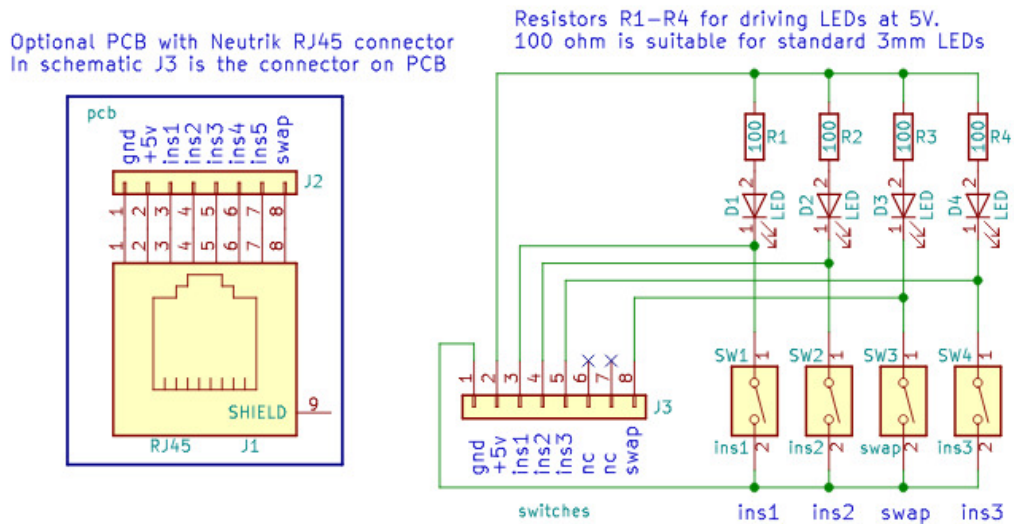 Optional PCB with Neutrik RJ45 connector
In schematic J3 is the connector on PCB
Resistors R1-R4 for driving LEDs at 5V.
100 ohm is suitable for standard 3mm LEDs
pcb
gnd +5v ins1 ins2 ins3 ins4 ins5 swap
J2
1 2 3 4 5 6 7 8
1 2 3 4 5 6 7 8
SHIELD 9
RJ45 J1
100 R1 100 R2 100 R3 100 R4
2 2 2 2
D1 LED D2 LED D3 LED D4 LED
1 1 1 1
SW1 1 SW2 1 SW3 1 SW4 1
1 2 3 4 5 6 7 8
J3
gnd +5v ins1 ins2 ins3 nc nc swap
ins1 2 ins2 2 swap 2 ins3 2
switches
ins1 ins2 swap ins3